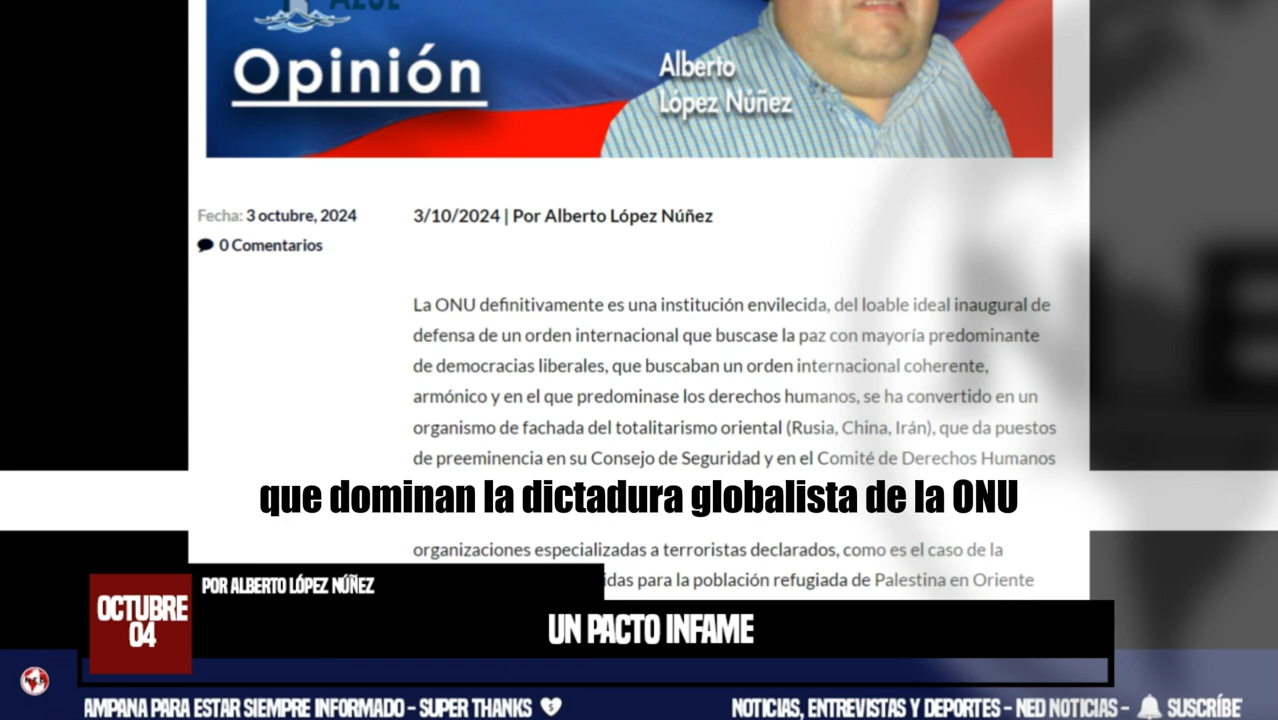 AZUL
Opinión
Alberto
López Núñez
Fecha: 3 octubre, 2024
0 Comentarios
3/10/2024 | Por Alberto López Núñez
La ONU definitivamente es una institución envilecida, del loable ideal inaugural de
defensa de un orden internacional que buscase la paz con mayoría predominante
de democracias liberales, que buscaban un orden internacional coherente,
armónico y en el que predominase los derechos humanos, se ha convertido en un
organismo de fachada del totalitarismo oriental (Rusia, China, Irán), que da puestos
de preeminencia en su Consejo de Seguridad y en el Comité de Derechos Humanos
que dominan la dictadura globalista de la ONU
organizaciones especializadas a terroristas declarados, como es el caso de la
idas para la población refugiada de Palestina en Oriente
POR ALBERTO LÓPEZ NÚÑEZ
OCTUBRE
04
UN PACTO INFAME
AMPANA PARA ESTAR SIEMPRE INFORMADO - SUPER THANKS
NOTICIAS, ENTREVISTAS Y DEPORTES - NED NOTICIAS -
SUSCRÍBE